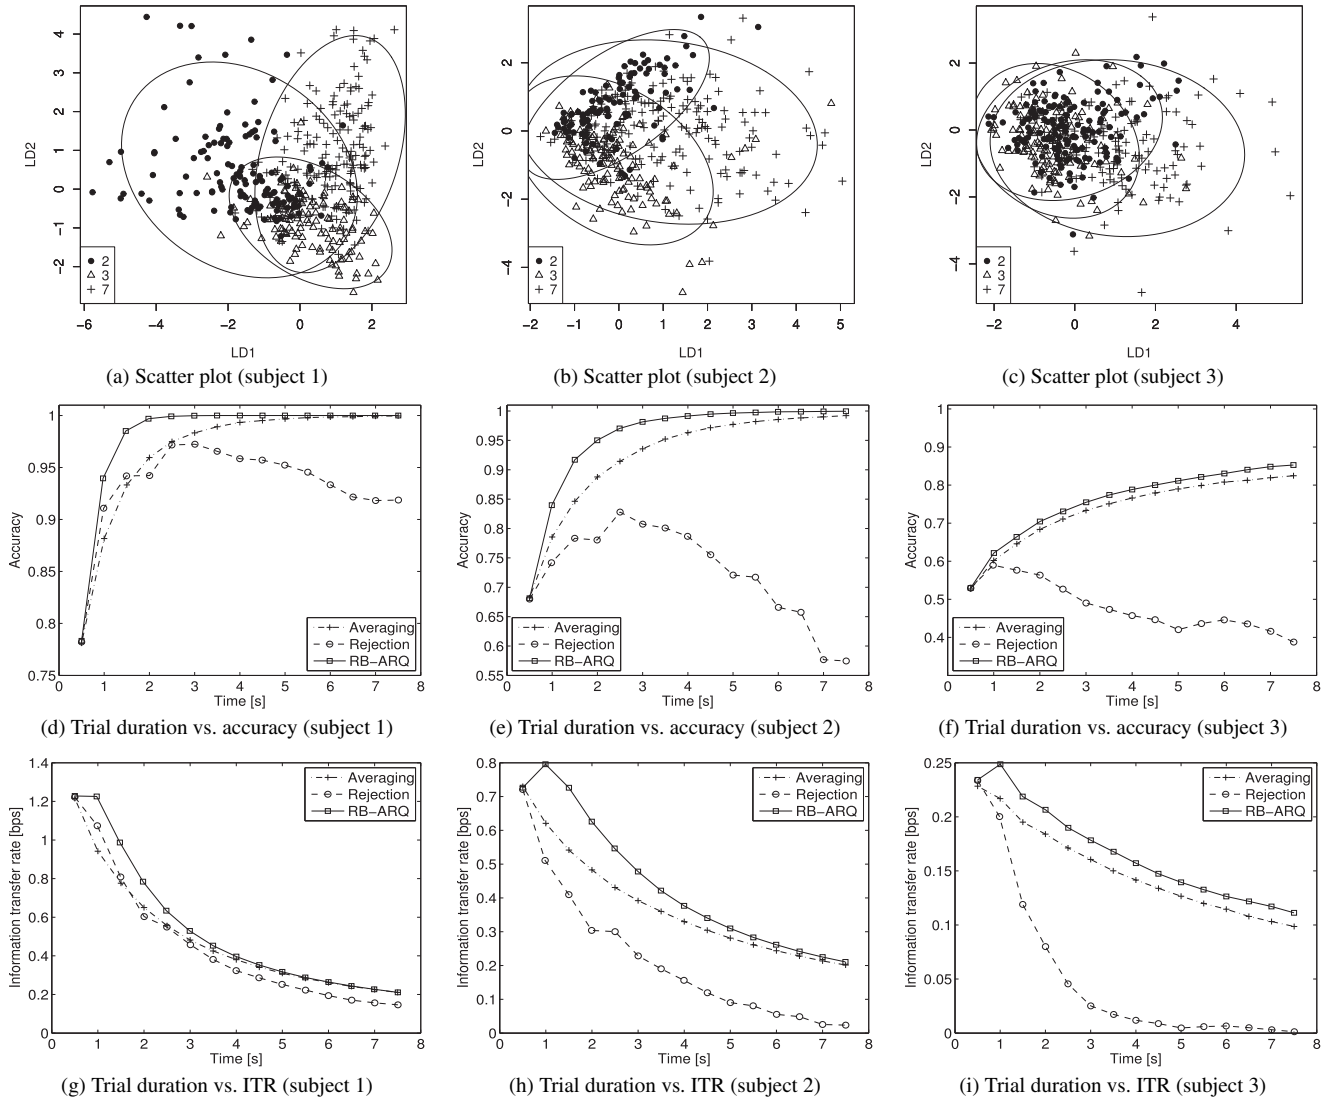 4
3
2
1
0
−1
−2
LD2
2
3
7
−6
−4
−2
0
2
LD1
(a) Scatter plot (subject 1)
2
0
−2
−4
LD2
2
3
7
−2
−1
0
1
2
3
4
5
LD1
(b) Scatter plot (subject 2)
2
0
−2
−4
LD2
2
3
7
−2
0
2
4
LD1
(c) Scatter plot (subject 3)
1
0.95
0.9
0.85
0.8
0.75
Accuracy
Averaging
Rejection
RB−ARQ
0 1 2 3 4 5 6 7 8
Time [s]
(d) Trial duration vs. accuracy (subject 1)
1
0.95
0.9
0.85
0.8
0.75
0.7
0.65
0.6
0.55
Accuracy
Averaging
Rejection
RB−ARQ
0 1 2 3 4 5 6 7 8
Time [s]
(e) Trial duration vs. accuracy (subject 2)
1
0.9
0.8
0.7
0.6
0.5
0.4
Accuracy
Averaging
Rejection
RB−ARQ
0 1 2 3 4 5 6 7 8
Time [s]
(f) Trial duration vs. accuracy (subject 3)
1.4
1.2
1
0.8
0.6
0.4
0.2
0
Information transfer rate [bps]
Averaging
Rejection
RB−ARQ
0 1 2 3 4 5 6 7 8
Time [s]
(g) Trial duration vs. ITR (subject 1)
0.8
0.7
0.6
0.5
0.4
0.3
0.2
0.1
0
Information transfer rate [bps]
Averaging
Rejection
RB−ARQ
0 1 2 3 4 5 6 7 8
Time [s]
(h) Trial duration vs. ITR (subject 2)
0.25
0.2
0.15
0.1
0.05
0
Information transfer rate [bps]
Averaging
Rejection
RB−ARQ
0 1 2 3 4 5 6 7 8
Time [s]
(i) Trial duration vs. ITR (subject 3)